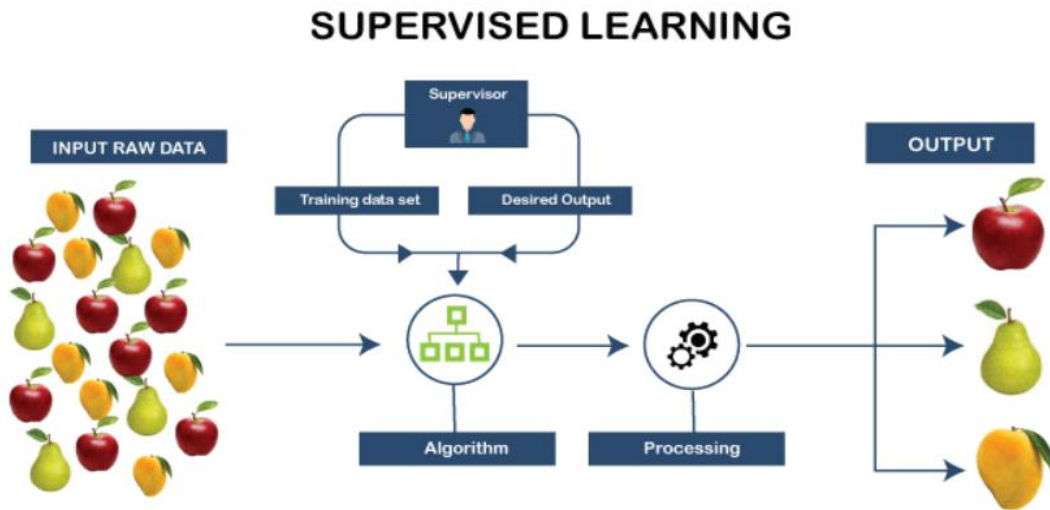 SUPERVISED LEARNING
Supervisor
INPUT RAW DATA
OUTPUT
Training data set
Desired Output
Algorithm
Processing